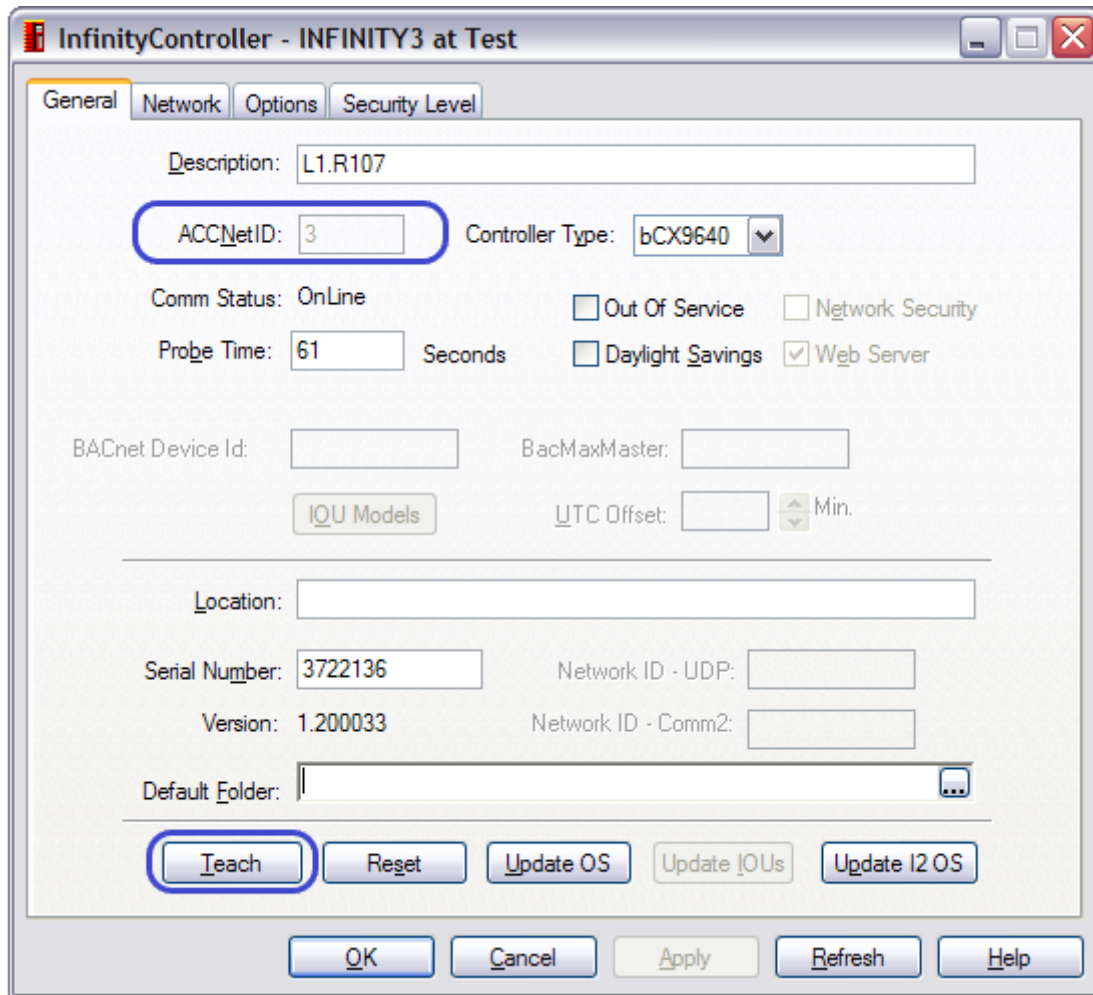 InfinityController - INFINITY3 at Test
General Network Options Security Level
Description: L1.R107
ACCNetID: 3 Controller Type: bCX9640
Comm Status: OnLine Out Of Service Network Security
Probe Time: 61 Seconds Daylight Savings Web Server
BACnet Device Id: BacMaxMaster:
IOU Models UTC Offset: Min.
Location:
Serial Number: 3722136 Network ID - UDP:
Version: 1.200033 Network ID - Comm2:
Default Folder: ...
Teach Reset Update OS Update IOUs Update I2 OS
OK Cancel Apply Refresh Help